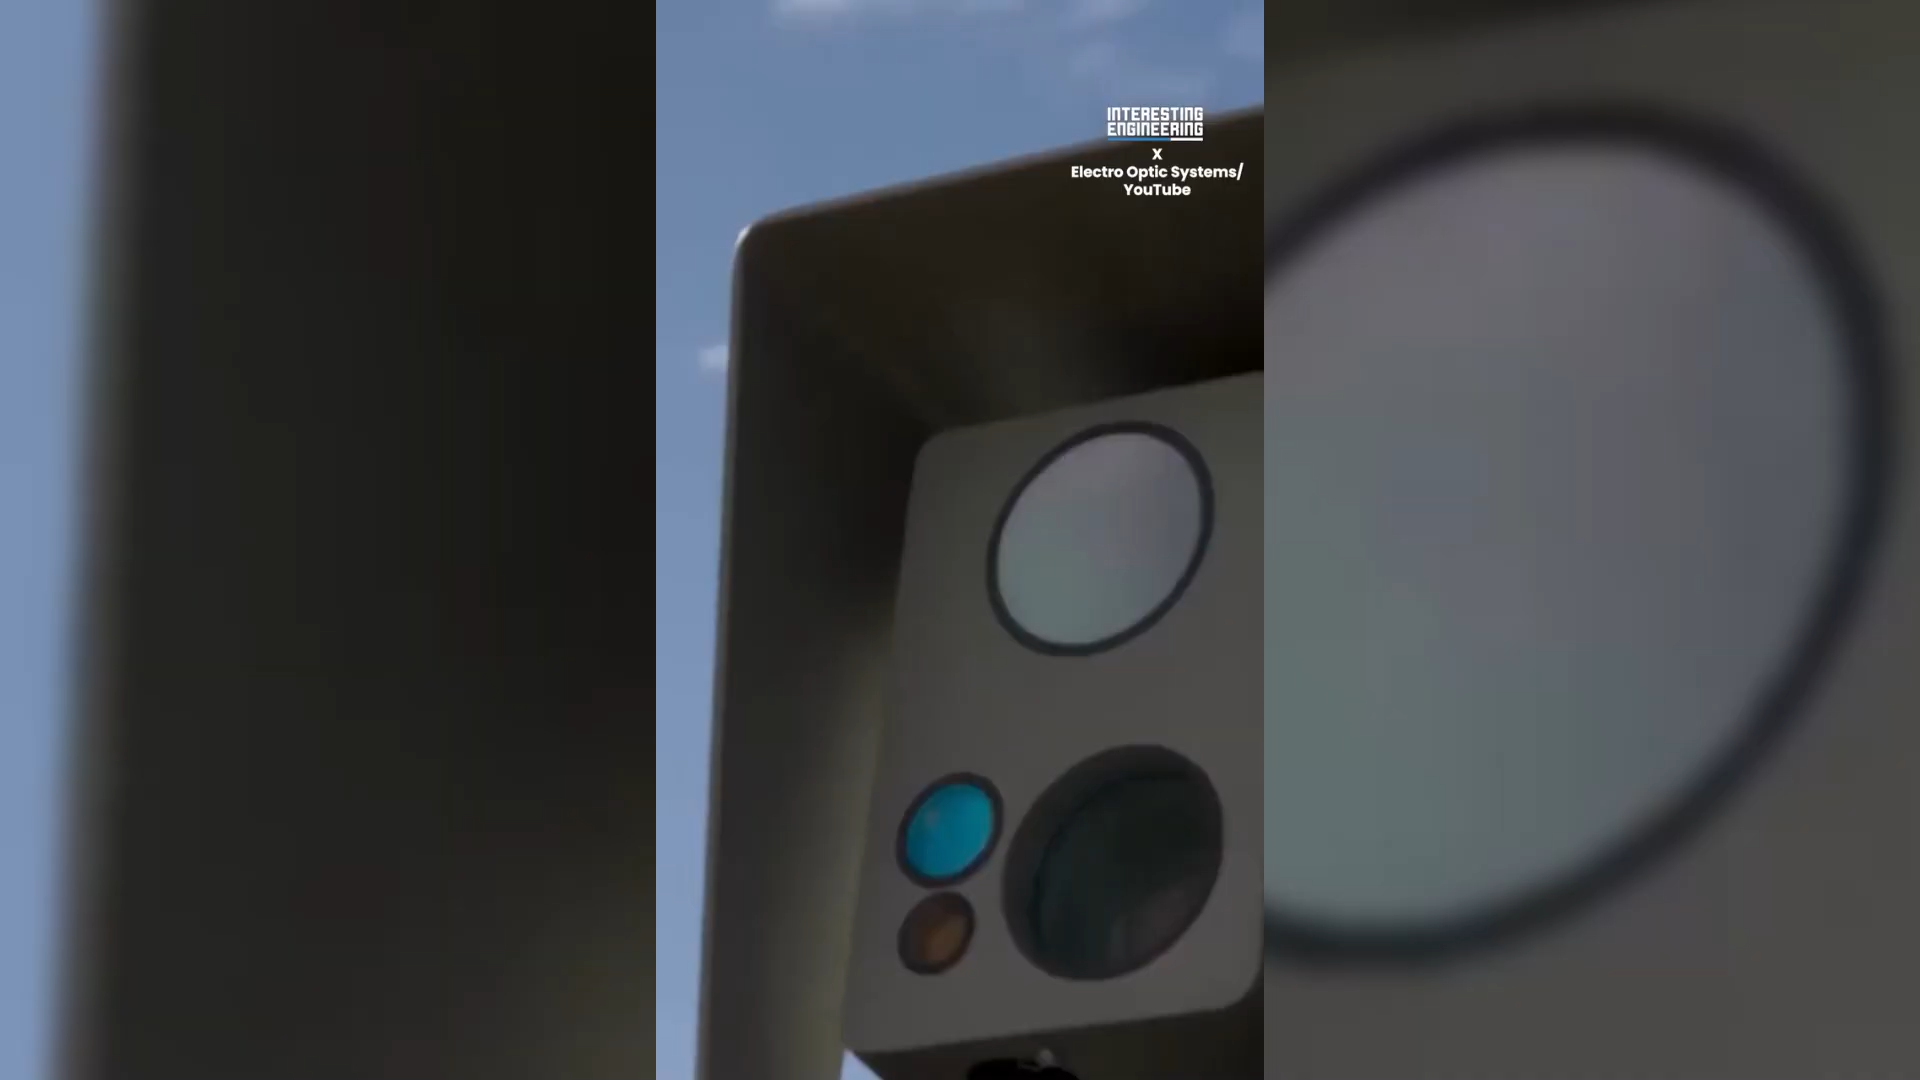 INTERESTING
ENGINEERING
X
Electro Optic Systems/
YouTube